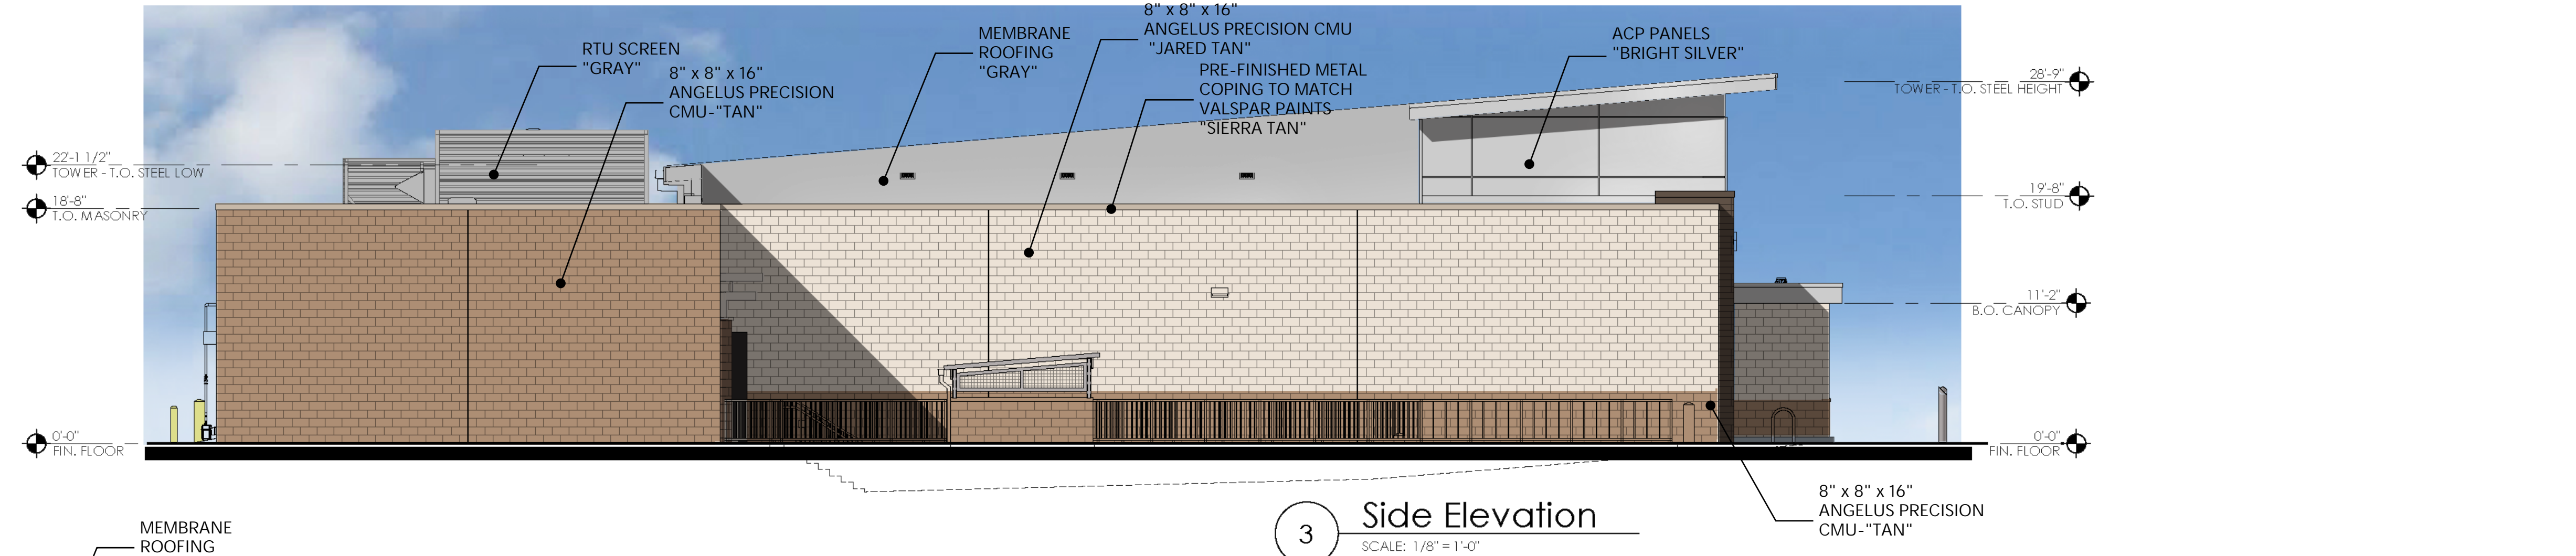 RTU SCREEN
"GRAY"
8" x 8" x 16"
ANGELUS PRECISION
CMU-"TAN"
MEMBRANE
ROOFING
"GRAY"
8" x 8" x 16"
ANGELUS PRECISION CMU
"JARED TAN"
PRE-FINISHED METAL
COPING TO MATCH
VALSPAR PAINTS
"SIERRA TAN"
ACP PANELS
"BRIGHT SILVER"
28'-9"
TOWER - T.O. STEEL HEIGHT
22'-1 1/2"
TOWER - T.O. STEEL LOW
18'-8"
T.O. MASONRY
19'-8"
T.O. STUD
11'-2"
B.O. CANOPY
0'-0"
FIN. FLOOR
0'-0"
FIN. FLOOR
8" x 8" x 16"
ANGELUS PRECISION
CMU-"TAN"
3
Side Elevation
SCALE: 1/8" = 1'-0"
MEMBRANE
ROOFING